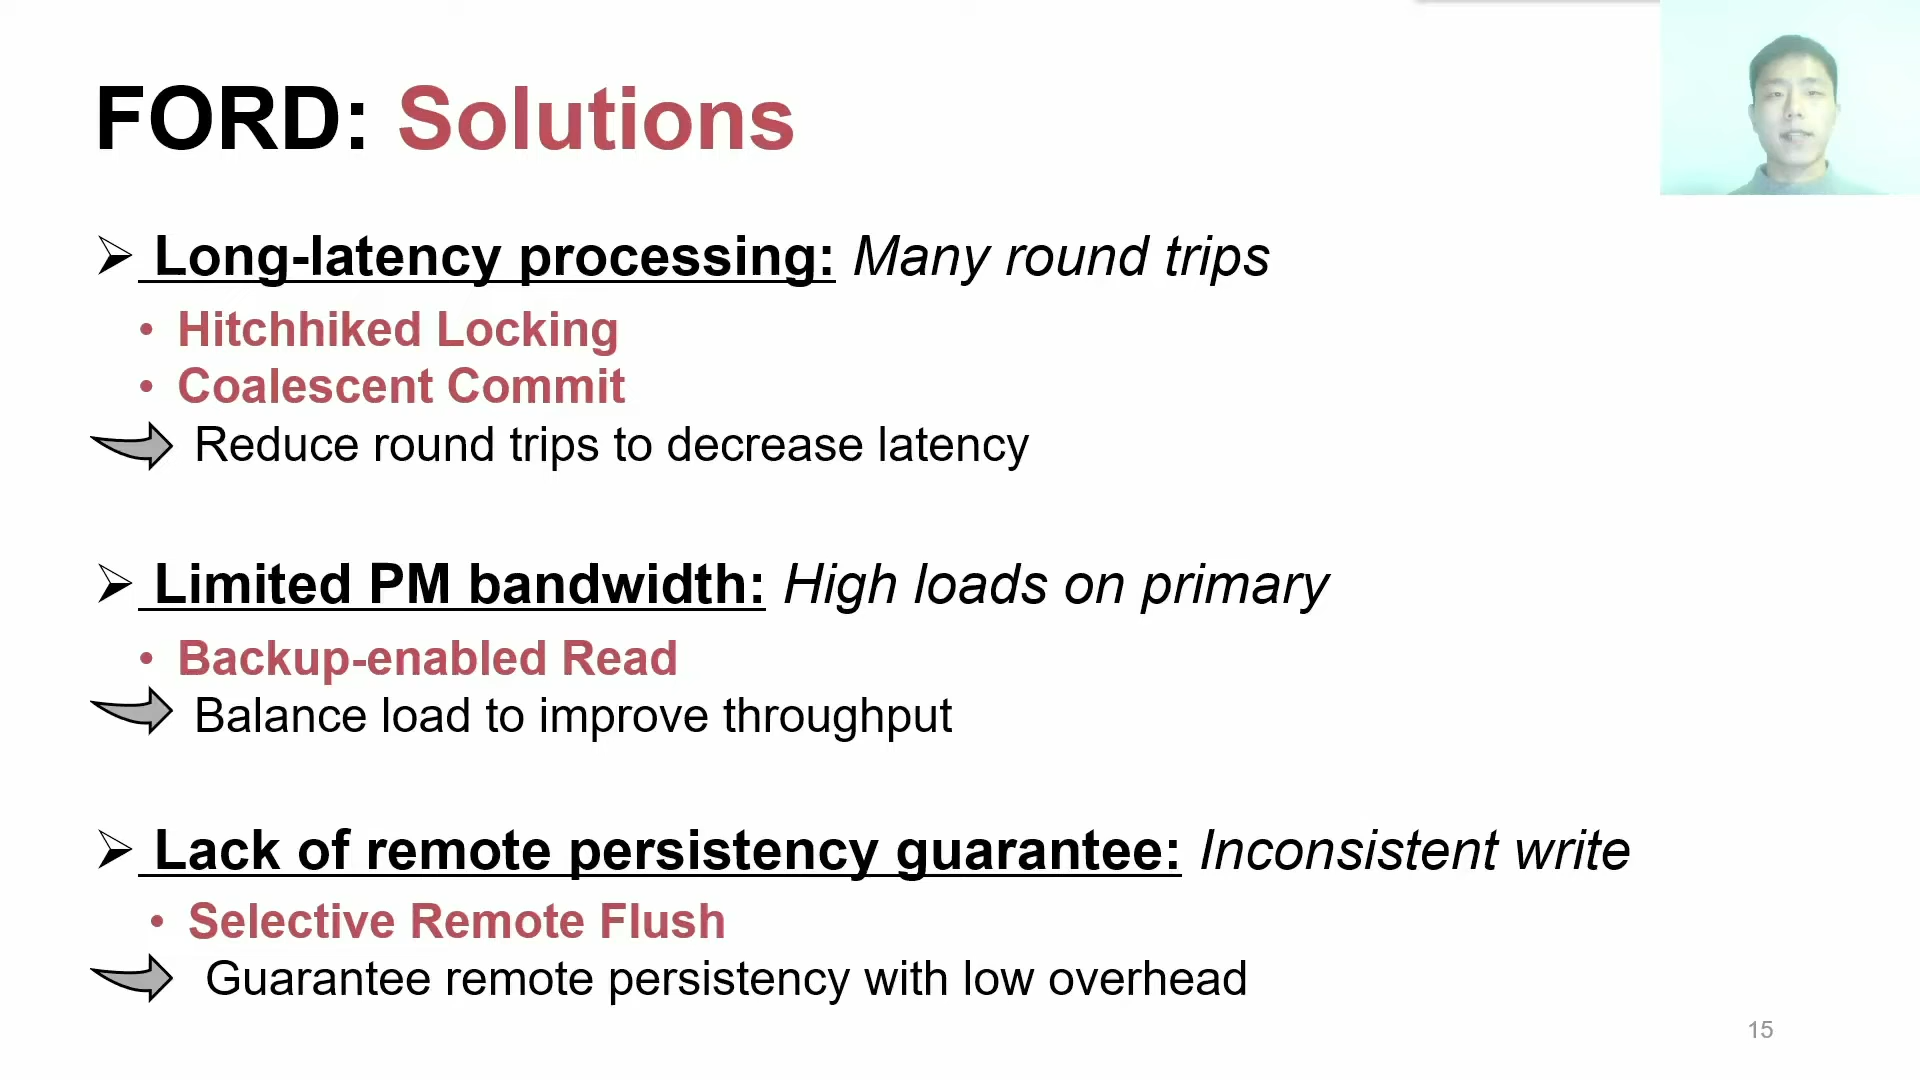 FORD: Solutions
Long-latency processing: Many round trips
• Hitchhiked Locking
• Coalescent Commit
Reduce round trips to decrease latency
Limited PM bandwidth: High loads on primary
• Backup-enabled Read
Balance load to improve throughput
Lack of remote persistency guarantee: Inconsistent write
• Selective Remote Flush
Guarantee remote persistency with low overhead
15